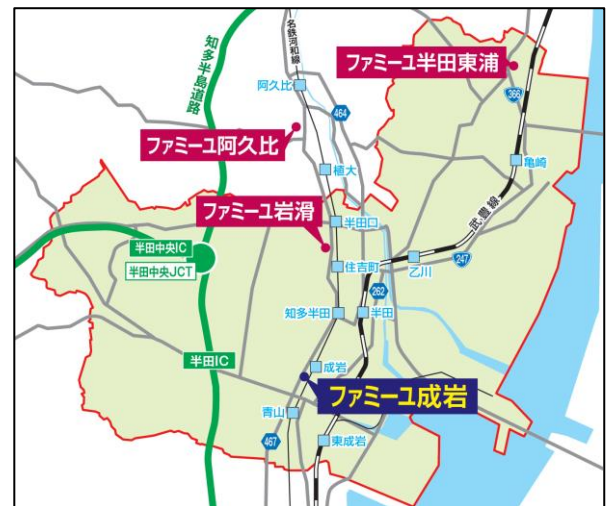 知多半島道路
名鉄河和線
ファミーユ半田東浦
366
阿久比
464
ファミーユ阿久比
亀崎
植大
武豊線
ファミーユ岩滑
半田口
半田中央IC
半田中央JCT
住吉町
乙川
247
262
知多半田
半田
半田IC
成岩
ファミーユ成岩
青山
467
東成岩